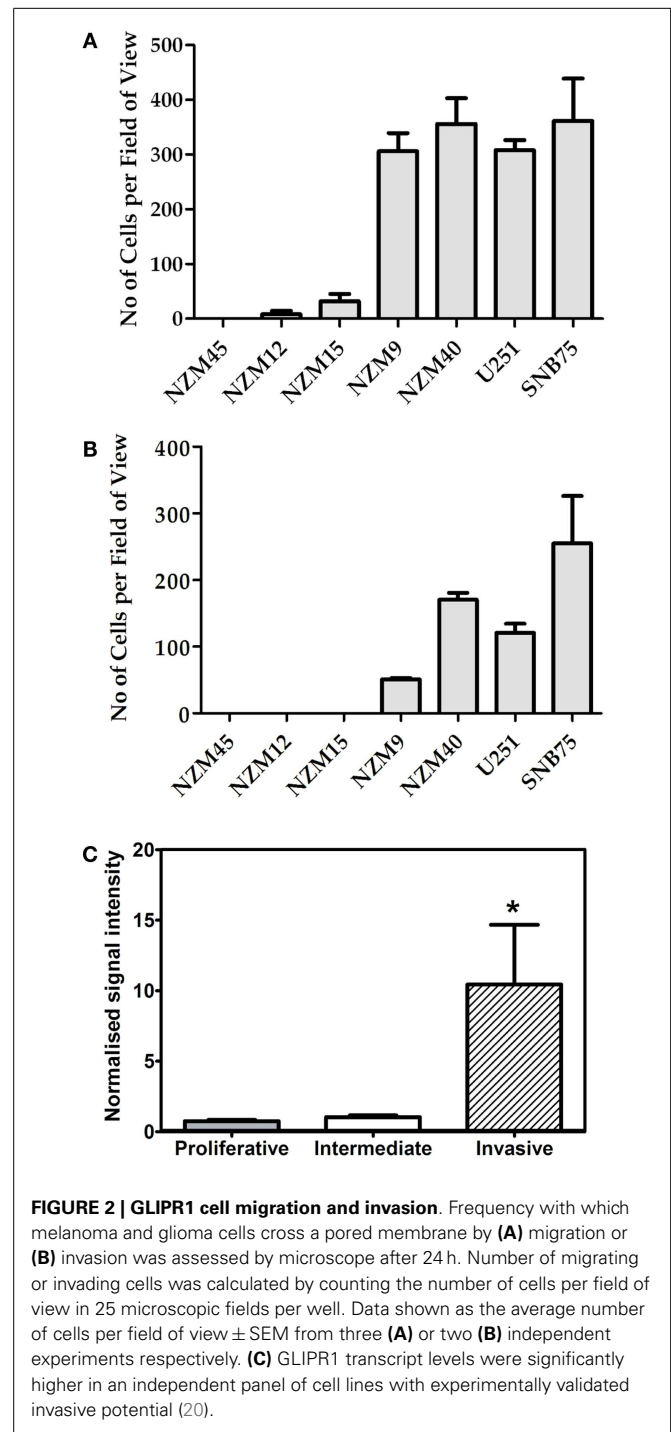 A
No of Cells per Field of View
500
400
300
200
100
0
NZM45
NZM12
NZM15
NZM9
NZM40
U251
SNB75
B
No of Cells per Field of View
400
300
200
100
0
NZM45
NZM12
NZM15
NZM9
NZM40
U251
SNB75
C
Normalised signal intensity
20
15
10
5
0
*
Proliferative
Intermediate
Invasive
FIGURE 2 | GLIPR1 cell migration and invasion. Frequency with which
melanoma and glioma cells cross a pored membrane by (A) migration or
(B) invasion was assessed by microscope after 24 h. Number of migrating
or invading cells was calculated by counting the number of cells per field of
view in 25 microscopic fields per well. Data shown as the average number
of cells per field of view ± SEM from three (A) or two (B) independent
experiments respectively. (C) GLIPR1 transcript levels were significantly
higher in an independent panel of cell lines with experimentally validated
invasive potential (20).